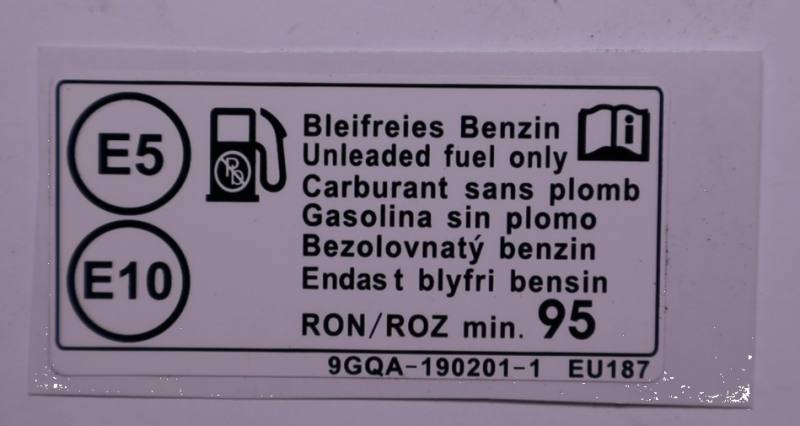 E5
E10
Bleifreies Benzin
Unleaded fuel only
Carburant sans plomb
Gasolina sin plomo
Bezolovnatý benzin
Endast blyfri bensin
RON/ROZ min. 95
9GQA-190201-1 EU187
Pb
i